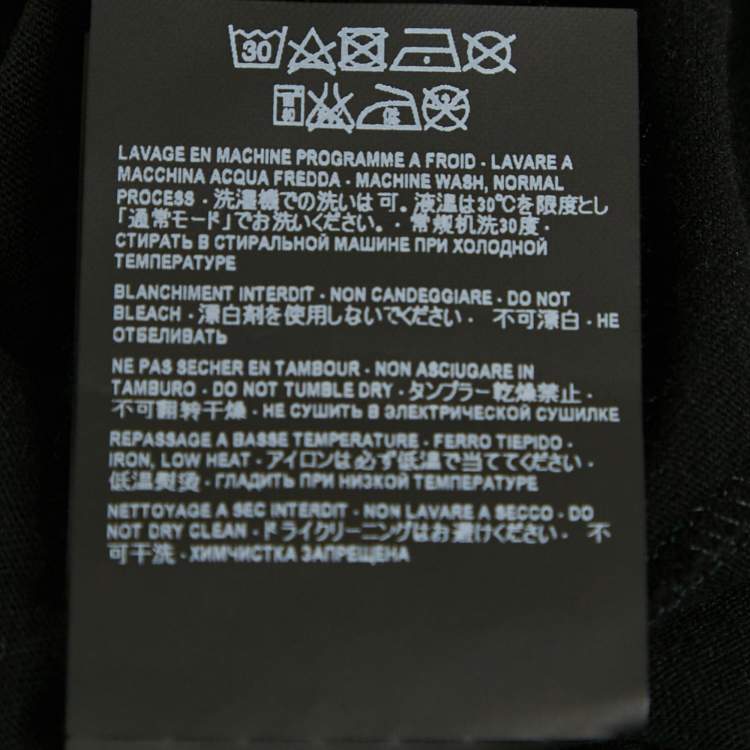 30
LAVAGE EN MACHINE PROGRAMME A FROID - LAVARE A
MACCHINA ACQUA FREDDA - MACHINE WASH, NORMAL
PROCESS - 洗濯機での洗いは可。液温は30℃を限度とし
「通常モード」でお洗いください。- 常规机洗30度 -
СТИРАТЬ В СТИРАЛЬНОЙ МАШИНЕ ПРИ ХОЛОДНОЙ
ТЕМПЕРАТУРЕ
BLANCHIMENT INTERDIT - NON CANDEGGIARE - DO NOT
BLEACH - 漂白剤を使用しないでください - 不可漂白 - НЕ
ОТБЕЛИВАТЬ
NE PAS SECHER EN TAMBOUR - NON ASCIUGARE IN
TAMBURO - DO NOT TUMBLE DRY - タンブラー乾燥禁止 -
不可翻转干燥 - НЕ СУШИТЬ В ЭЛЕКТРИЧЕСКОЙ СУШИЛКЕ
REPASSAGE A BASSE TEMPERATURE - FERRO TIEPIDO -
IRON, LOW HEAT - アイロンは必ず低温で当ててください -
低温熨烫 - ГЛАДИТЬ ПРИ НИЗКОЙ ТЕМПЕРАТУРЕ
NETTOYAGE A SEC INTERDIT - NON LAVARE A SECCO - DO
NOT DRY CLEAN - ドライクリーニングはお避けください - 不
可干洗 - ХИМЧИСТКА ЗАПРЕЩЕНА